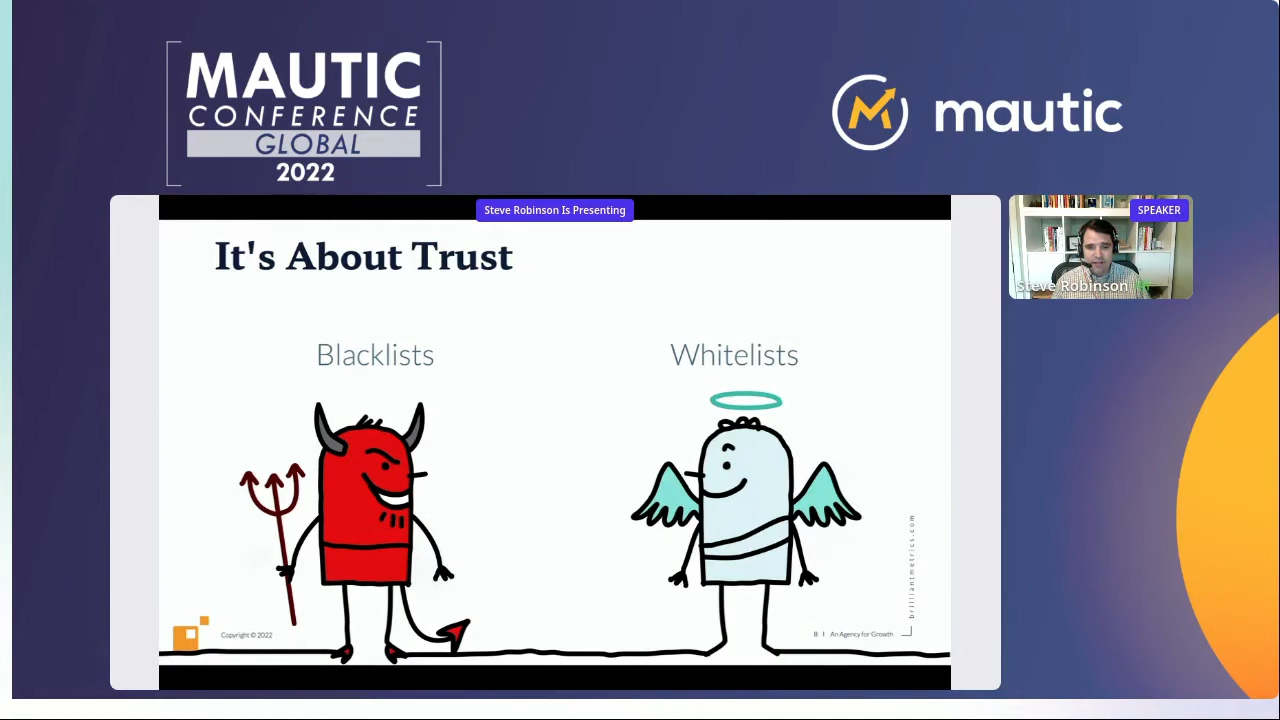 MAUTIC
CONFERENCE
GLOBAL
2022
mautic
Steve Robinson Is Presenting
SPEAKER
Steve Robinson
It's About Trust
Blacklists
Whitelists
brilliantmetrics.com
Copyright © 2022
8 | An Agency for Growth